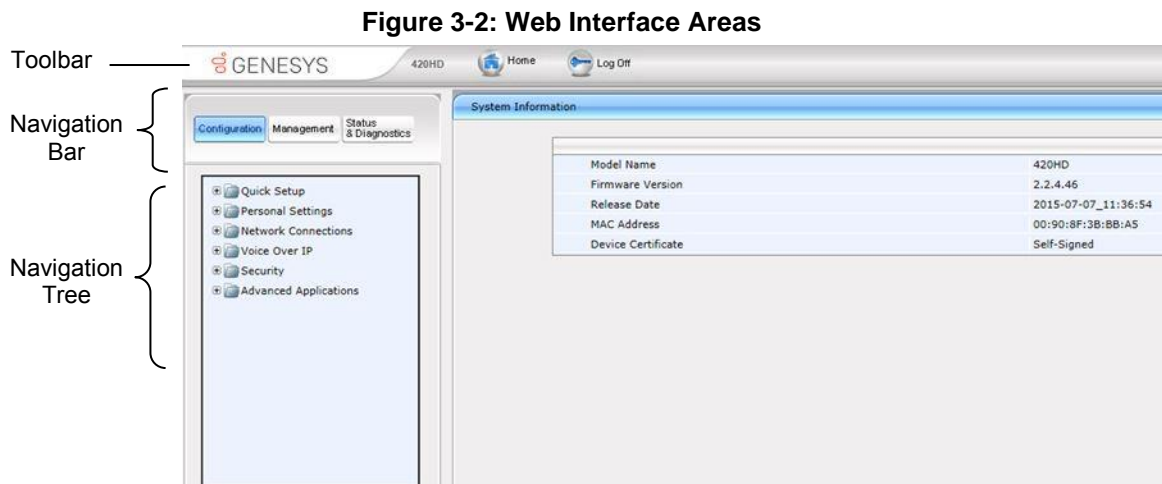 Figure 3-2: Web Interface Areas
Toolbar
GENESYS 420HD Home Log Off
Navigation Bar
Configuration Management Status & Diagnostics
System Information
Model Name 420HD
Firmware Version 2.2.4.46
Release Date 2015-07-07_11:36:54
MAC Address 00:90:8F:3B:BB:A5
Device Certificate Self-Signed
Navigation Tree
Quick Setup
Personal Settings
Network Connections
Voice Over IP
Security
Advanced Applications